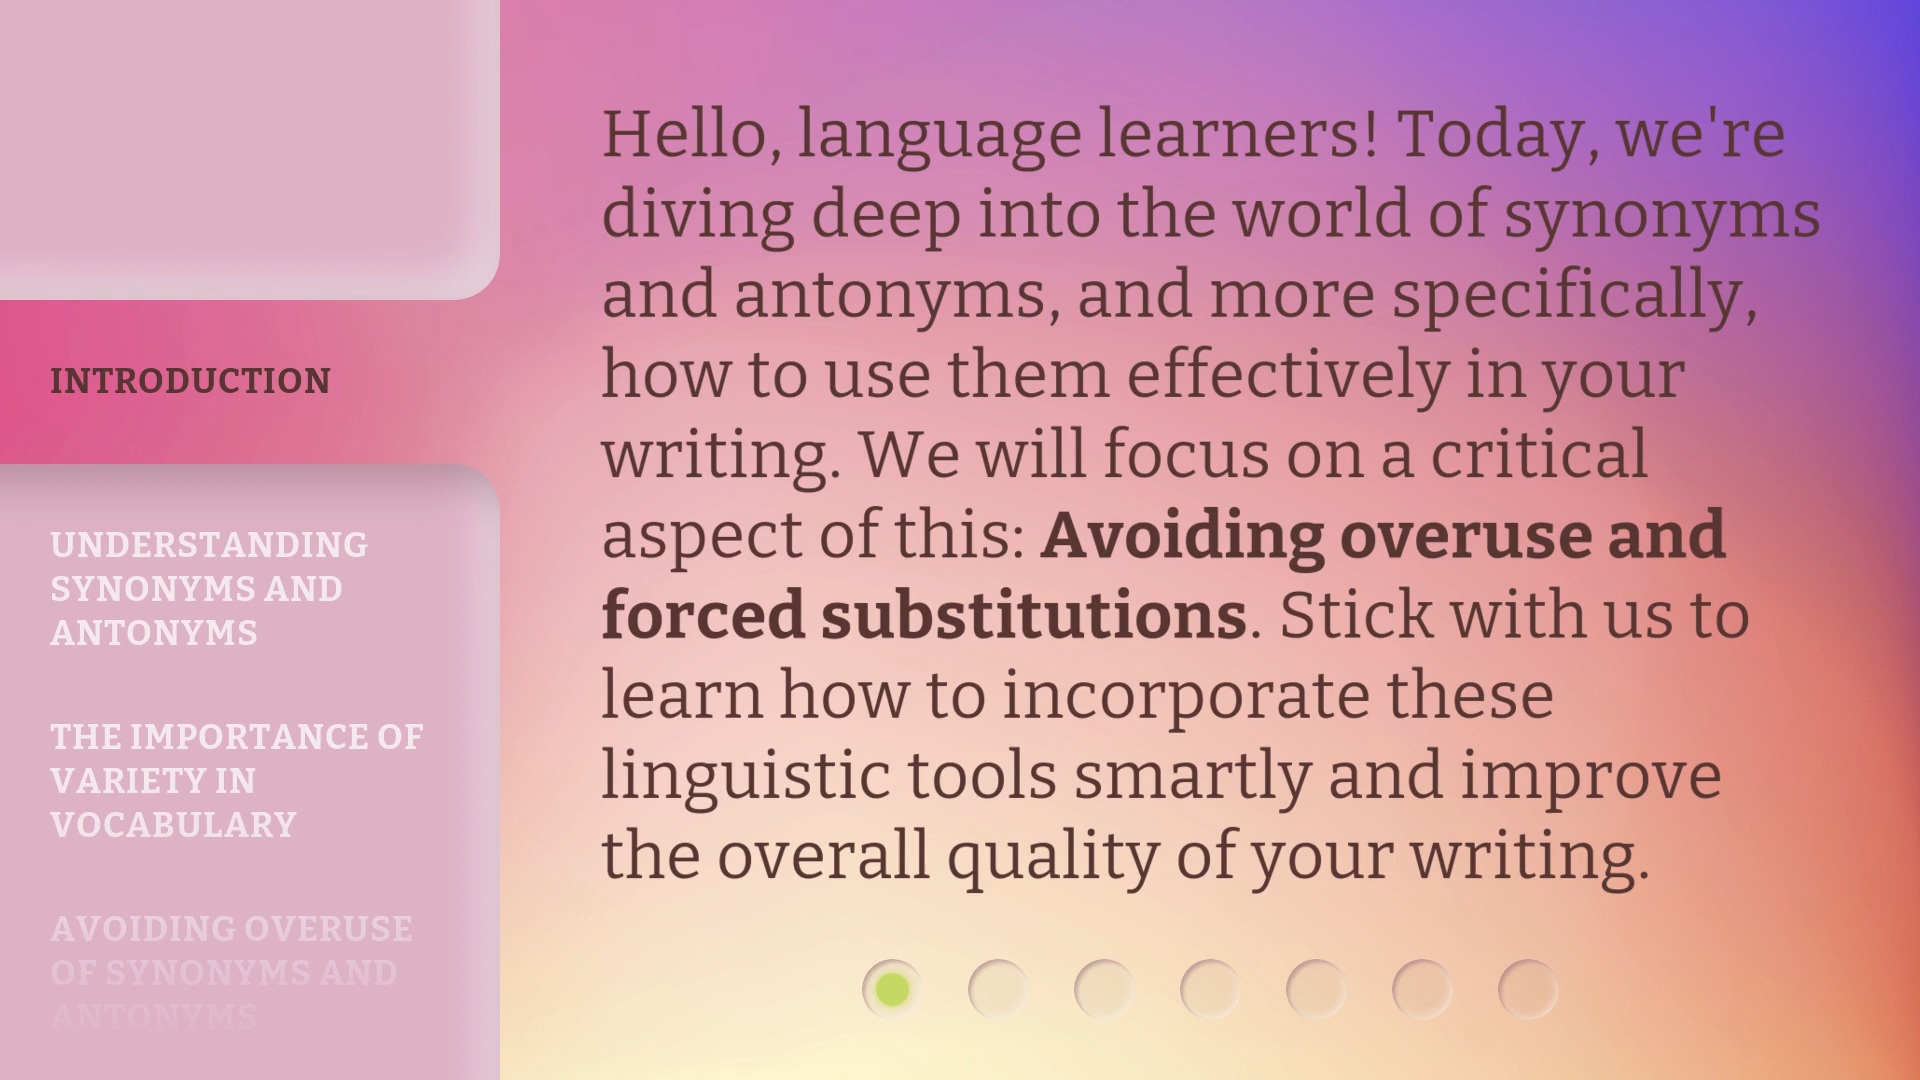 INTRODUCTION
UNDERSTANDING
SYNONYMS AND
ANTONYMS
THE IMPORTANCE OF
VARIETY IN
VOCABULARY
AVOIDING OVERUSE
OF SYNONYMS AND
ANTONYMS
Hello, language learners! Today, we're
diving deep into the world of synonyms
and antonyms, and more specifically,
how to use them effectively in your
writing. We will focus on a critical
aspect of this: Avoiding overuse and
forced substitutions. Stick with us to
learn how to incorporate these
linguistic tools smartly and improve
the overall quality of your writing.